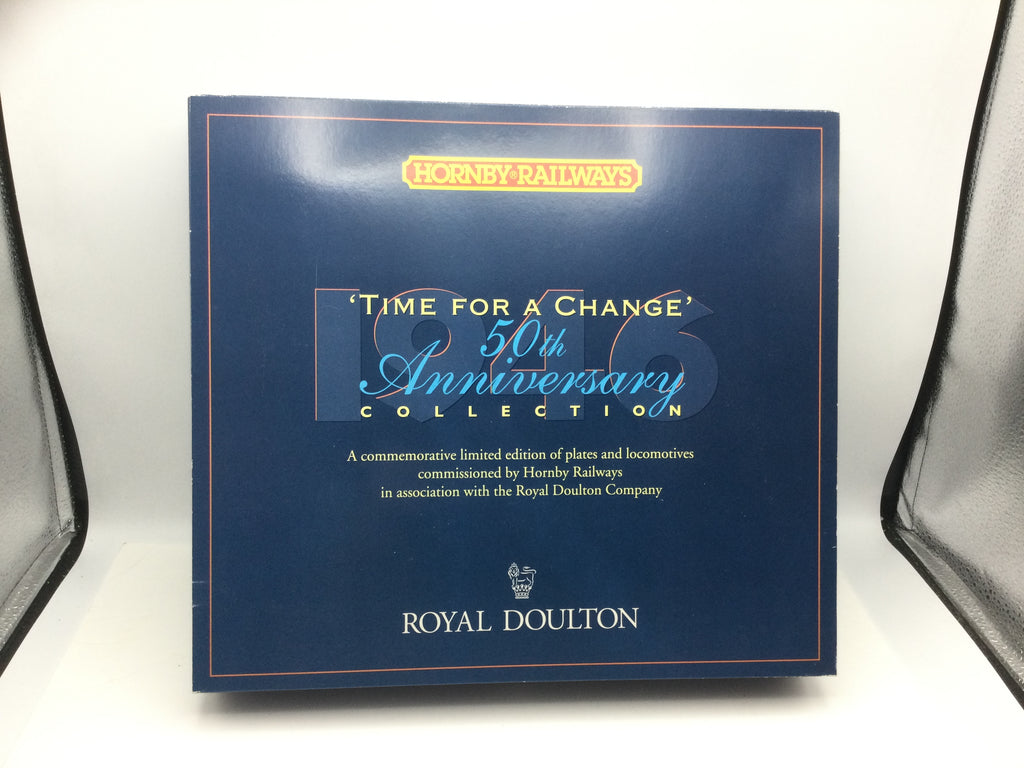 HORNBY® RAILWAYS
1946
'TIME FOR A CHANGE'
50th
Anniversary
COLLECTION
A commemorative limited edition of plates and locomotives
commissioned by Hornby Railways
in association with the Royal Doulton Company
ROYAL DOULTON